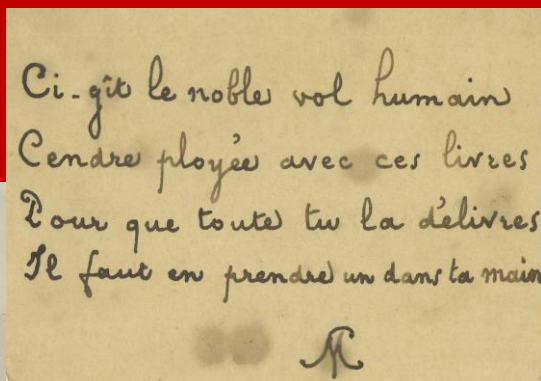 Ci-gît le noble vol humain
Cendre ployée avec ces livres
Pour que toute tu la délivres
Il faut en prendre un dans ta main
M